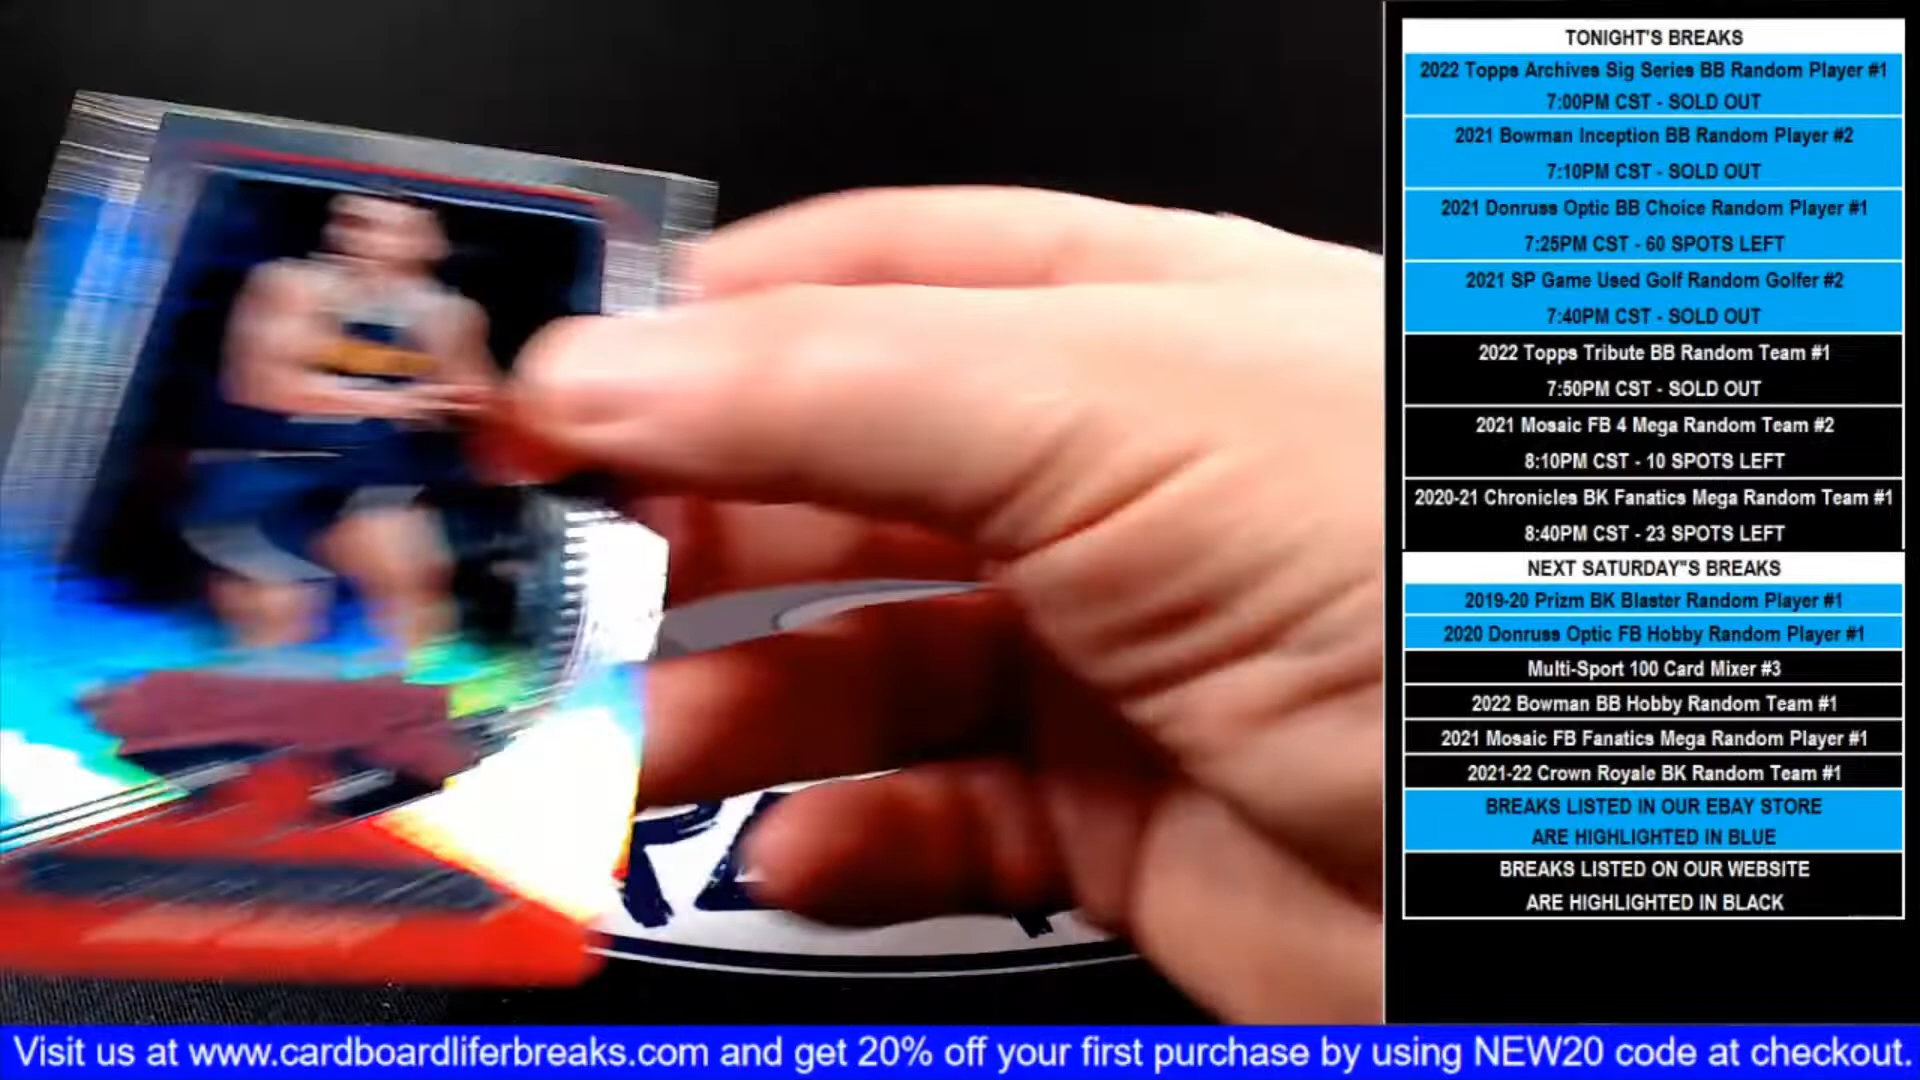 TONIGHT'S BREAKS
2022 Topps Archives Sig Series BB Random Player #1
7:00PM CST - SOLD OUT
2021 Bowman Inception BB Random Player #2
7:10PM CST - SOLD OUT
2021 Donruss Optic BB Choice Random Player #1
7:25PM CST - 60 SPOTS LEFT
2021 SP Game Used Golf Random Golfer #2
7:40PM CST - SOLD OUT
2022 Topps Tribute BB Random Team #1
7:50PM CST - SOLD OUT
2021 Mosaic FB 4 Mega Random Team #2
8:10PM CST - 10 SPOTS LEFT
2020-21 Chronicles BK Fanatics Mega Random Team #1
8:40PM CST - 23 SPOTS LEFT
NEXT SATURDAY"S BREAKS
2019-20 Prizm BK Blaster Random Player #1
2020 Donruss Optic FB Hobby Random Player #1
Multi-Sport 100 Card Mixer #3
2022 Bowman BB Hobby Random Team #1
2021 Mosaic FB Fanatics Mega Random Player #1
2021-22 Crown Royale BK Random Team #1
BREAKS LISTED IN OUR EBAY STORE
ARE HIGHLIGHTED IN BLUE
BREAKS LISTED ON OUR WEBSITE
ARE HIGHLIGHTED IN BLACK
Visit us at www.cardboardliferbreaks.com and get 20% off your first purchase by using NEW20 code at checkout.